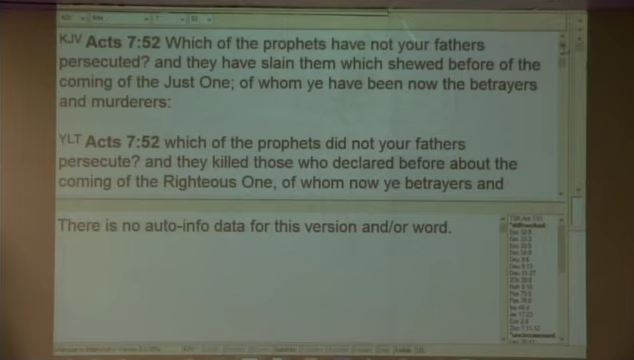 KJV Acts 7:52 Which of the prophets have not your fathers
persecuted? and they have slain them which shewed before of the
coming of the Just One; of whom ye have been now the betrayers
and murderers:
YLT Acts 7:52 which of the prophets did not your fathers
persecute? and they killed those who declared before about the
coming of the Righteous One, of whom now ye betrayers and
There is no auto-info data for this version and/or word.